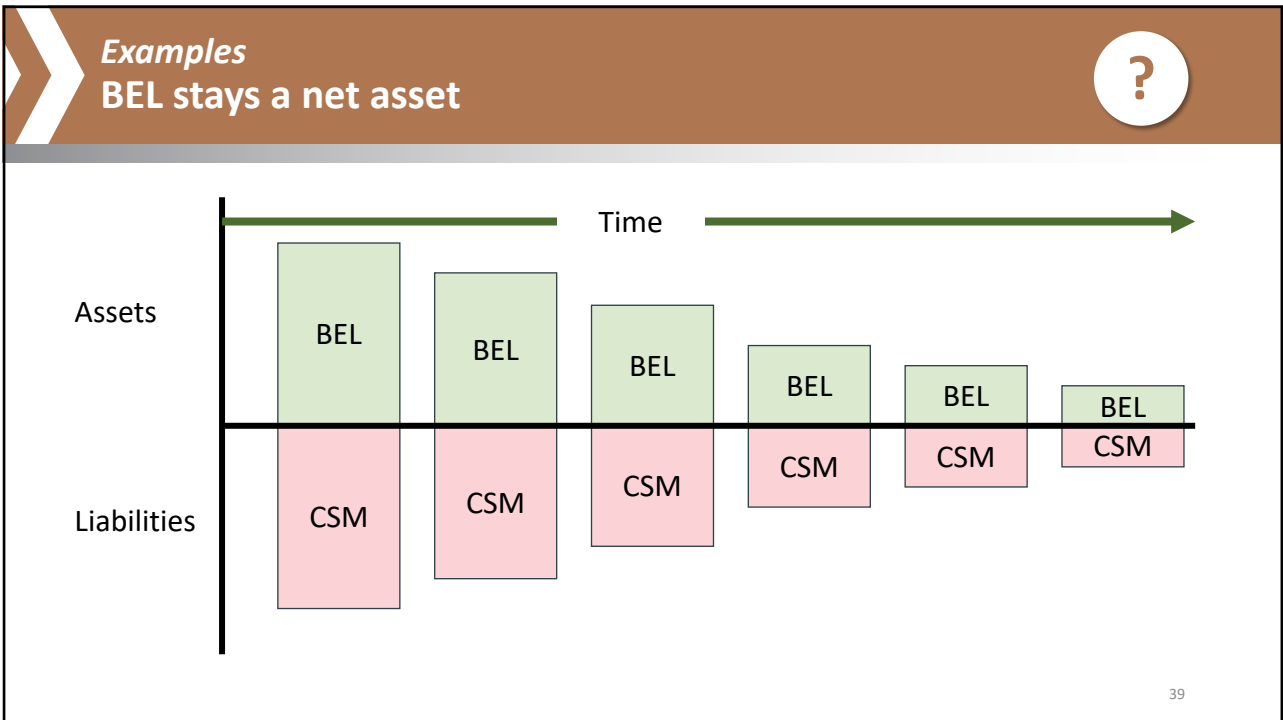 Examples
BEL stays a net asset
?
Time
Assets
BEL
BEL
BEL
BEL
BEL
BEL
Liabilities
CSM
CSM
CSM
CSM
CSM
CSM
39